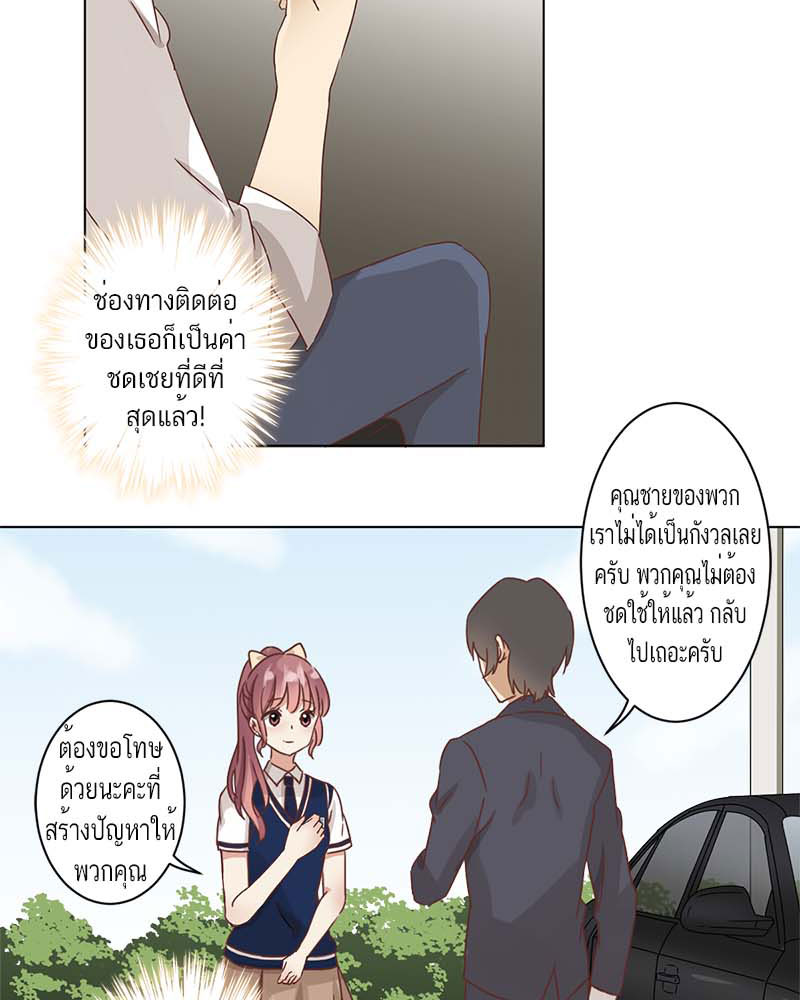 ช่องทางติดต่อ
ของเธอก็เป็นค่า
ชดเชยที่ดีที่
สุดแล้ว!
คุณชายของพวก
เราไม่ได้เป็นกังวลเลย
ครับ พวกคุณไม่ต้อง
ชดใช้ให้แล้ว กลับ
ไปเถอะครับ
ต้องขอโทษ
ด้วยนะคะที่
สร้างปัญหาให้
พวกคุณ